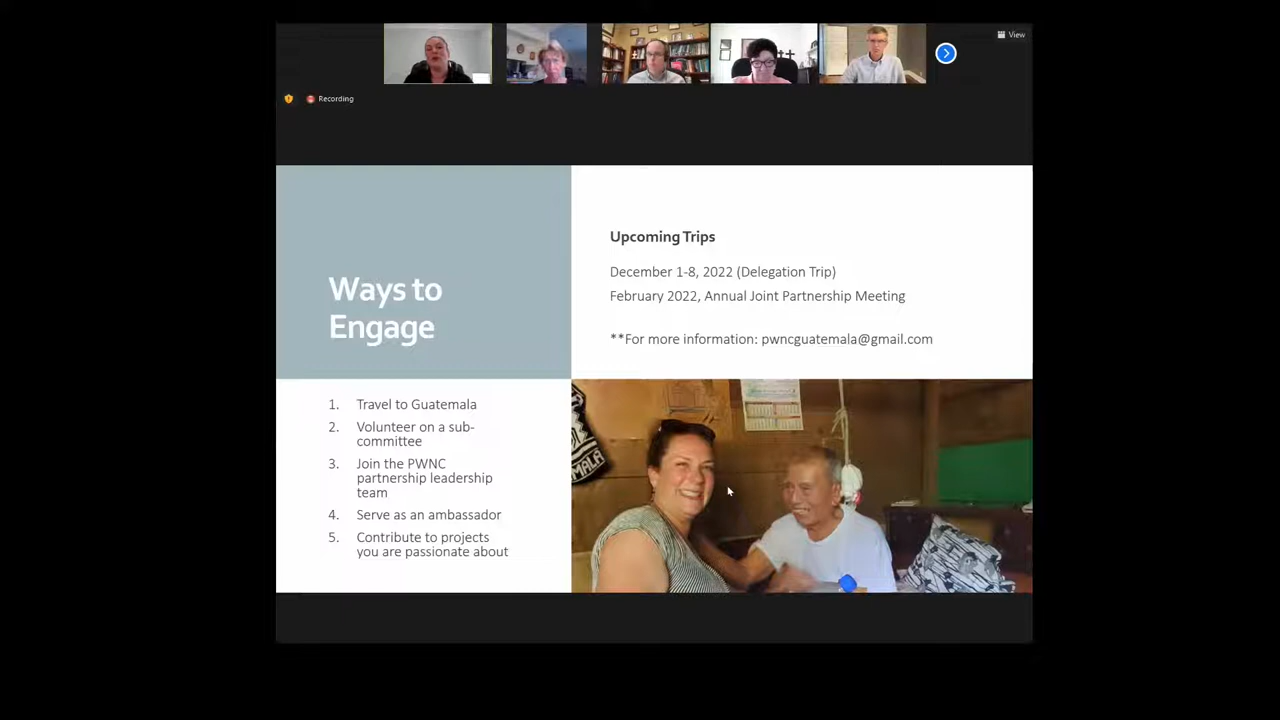 View
Recording
Ways to
Engage
Upcoming Trips
December 1-8, 2022 (Delegation Trip)
February 2022, Annual Joint Partnership Meeting
**For more information: pwncguatemala@gmail.com
1. Travel to Guatemala
2. Volunteer on a sub-
committee
3. Join the PWNC
partnership leadership
team
4. Serve as an ambassador
5. Contribute to projects
you are passionate about
MALA